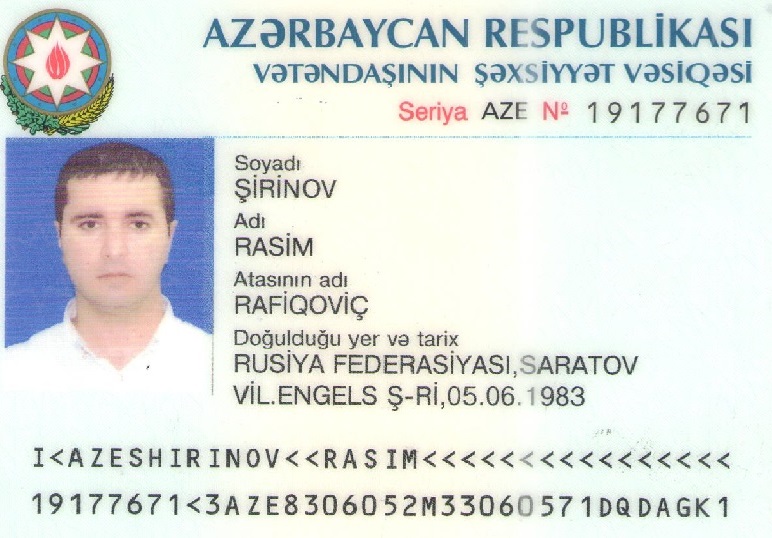 AZƏRBAYCAN RESPUBLİKASI
VƏTƏNDAŞININ ŞƏXSİYYƏT VƏSİQƏSİ
Seriya AZE № 19177671
Soyadı
ŞİRİNOV
Adı
RASİM
Atasının adı
RAFİQOVİÇ
Doğulduğu yer və tarix
RUSİYA FEDERASİYASI,SARATOV
VİL.ENGELS Ş-Rİ,05.06.1983
I<AZESHIRINOV<<RASIM<<<<<<<<<<<<<<<<
19177671<3AZE8306052M33060571DQDAGK1